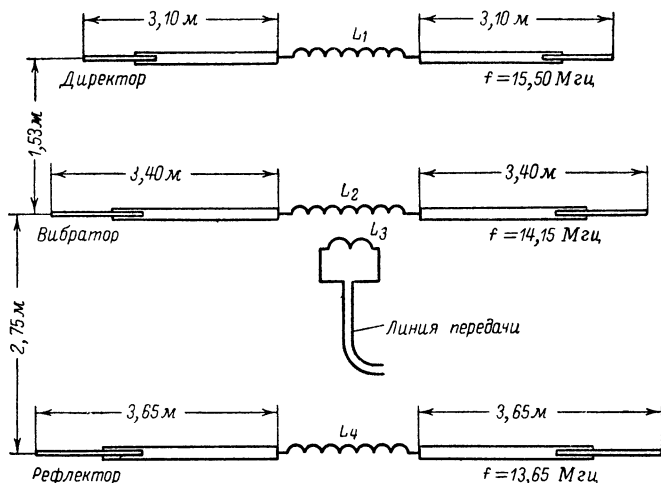 3,10 м
3,10 м
L1
Директор
f = 15,50 Мгц
1,53 м
3,40 м
3,40 м
L2
Вибратор
f = 14,15 Мгц
L3
2,75 м
Линия передачи
3,65 м
3,65 м
L4
Рефлектор
f = 13,65 Мгц